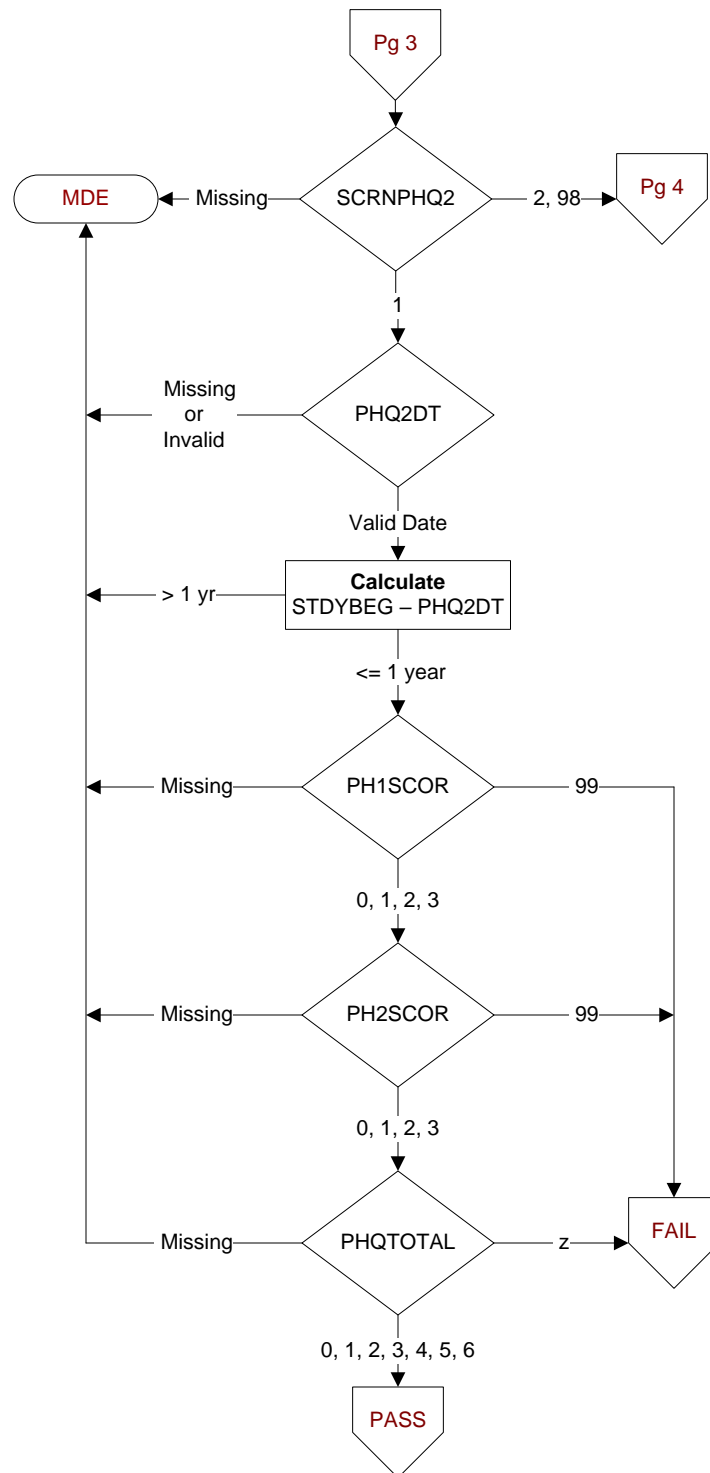 Pg 3
MDE
Missing
SCRNPHQ2
2, 98
Pg 4
1
Missing
or
Invalid
PHQ2DT
Valid Date
> 1 yr
Calculate
STDYBEG – PHQ2DT
<= 1 year
Missing
PH1SCOR
99
0, 1, 2, 3
Missing
PH2SCOR
99
0, 1, 2, 3
Missing
PHQTOTAL
z
FAIL
0, 1, 2, 3, 4, 5, 6
PASS